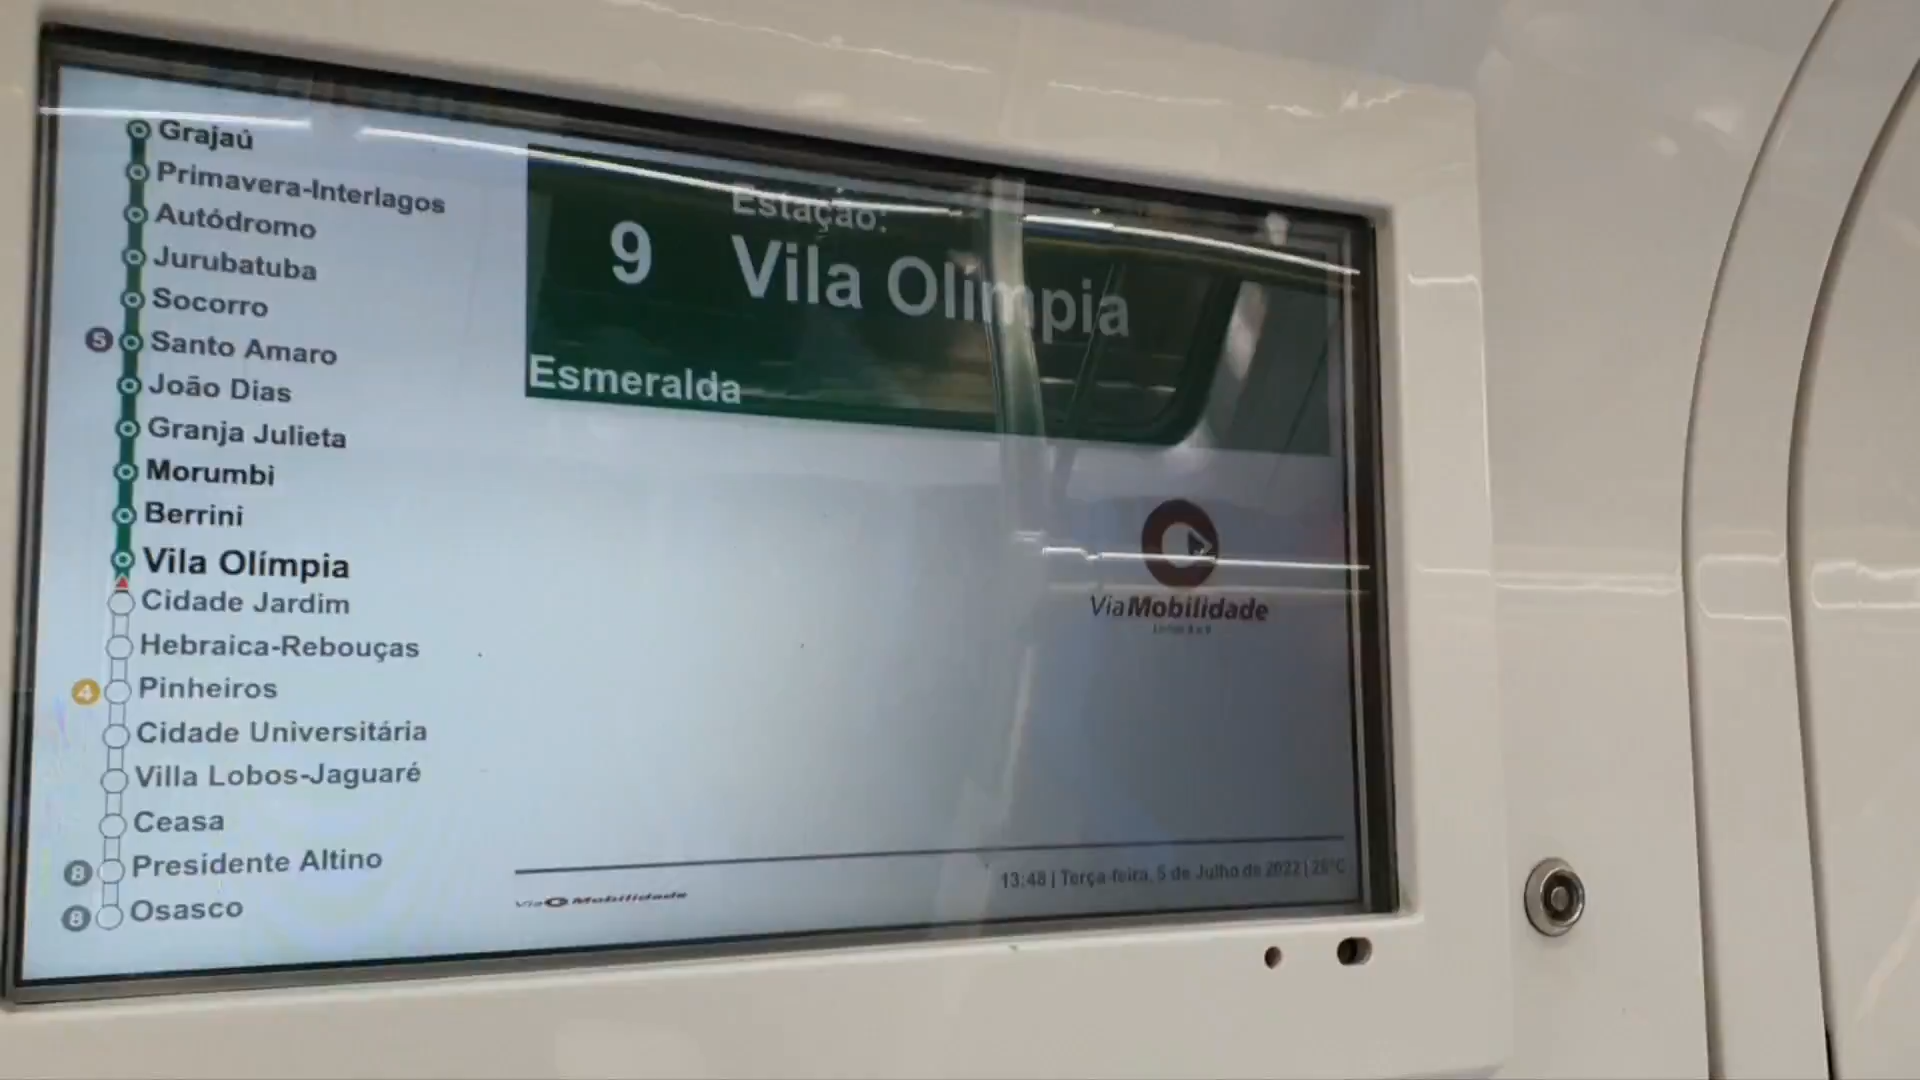 Grajaú
Primavera-Interlagos
Autódromo
Jurubatuba
Socorro
5 Santo Amaro
João Dias
Granja Julieta
Morumbi
Berrini
Vila Olímpia
Cidade Jardim
Hebraica-Rebouças
4 Pinheiros
Cidade Universitária
Villa Lobos-Jaguaré
Ceasa
8 Presidente Altino
8 Osasco
Estação:
9 Vila Olímpia
Esmeralda
ViaMobilidade
ViaMobilidade
13:48 | Terça-feira, 5 de Julho de 2022 | 26°C